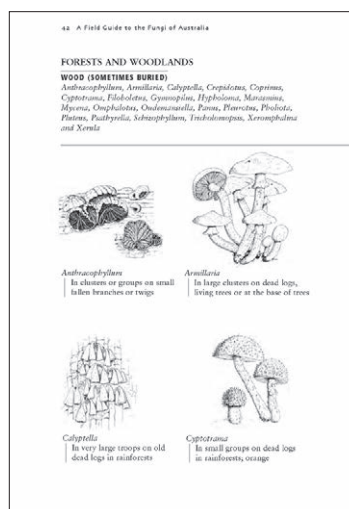 42 A Field Guide to the Fungi of Australia
FORESTS AND WOODLANDS
WOOD (SOMETIMES BURIED)
Anthracophyllum, Armillaria, Calyptella, Crepidotus, Coprinus,
Cyptotrama, Filoboletus, Gymnopilus, Hypholoma, Marasmius,
Mycena, Omphalotus, Oudemansiella, Panus, Pleurotus, Pholiota,
Pluteus, Psathyrella, Schizophyllum, Tricholomopsis, Xeromphalina
and Xerula
Anthracophyllum
In clusters or groups on small
fallen branches or twigs
Armillaria
In large clusters on dead logs,
living trees or at the base of trees
Calyptella
In very large troops on old
dead logs in rainforests
Cyptotrama
In small groups on dead logs
in rainforests, orange